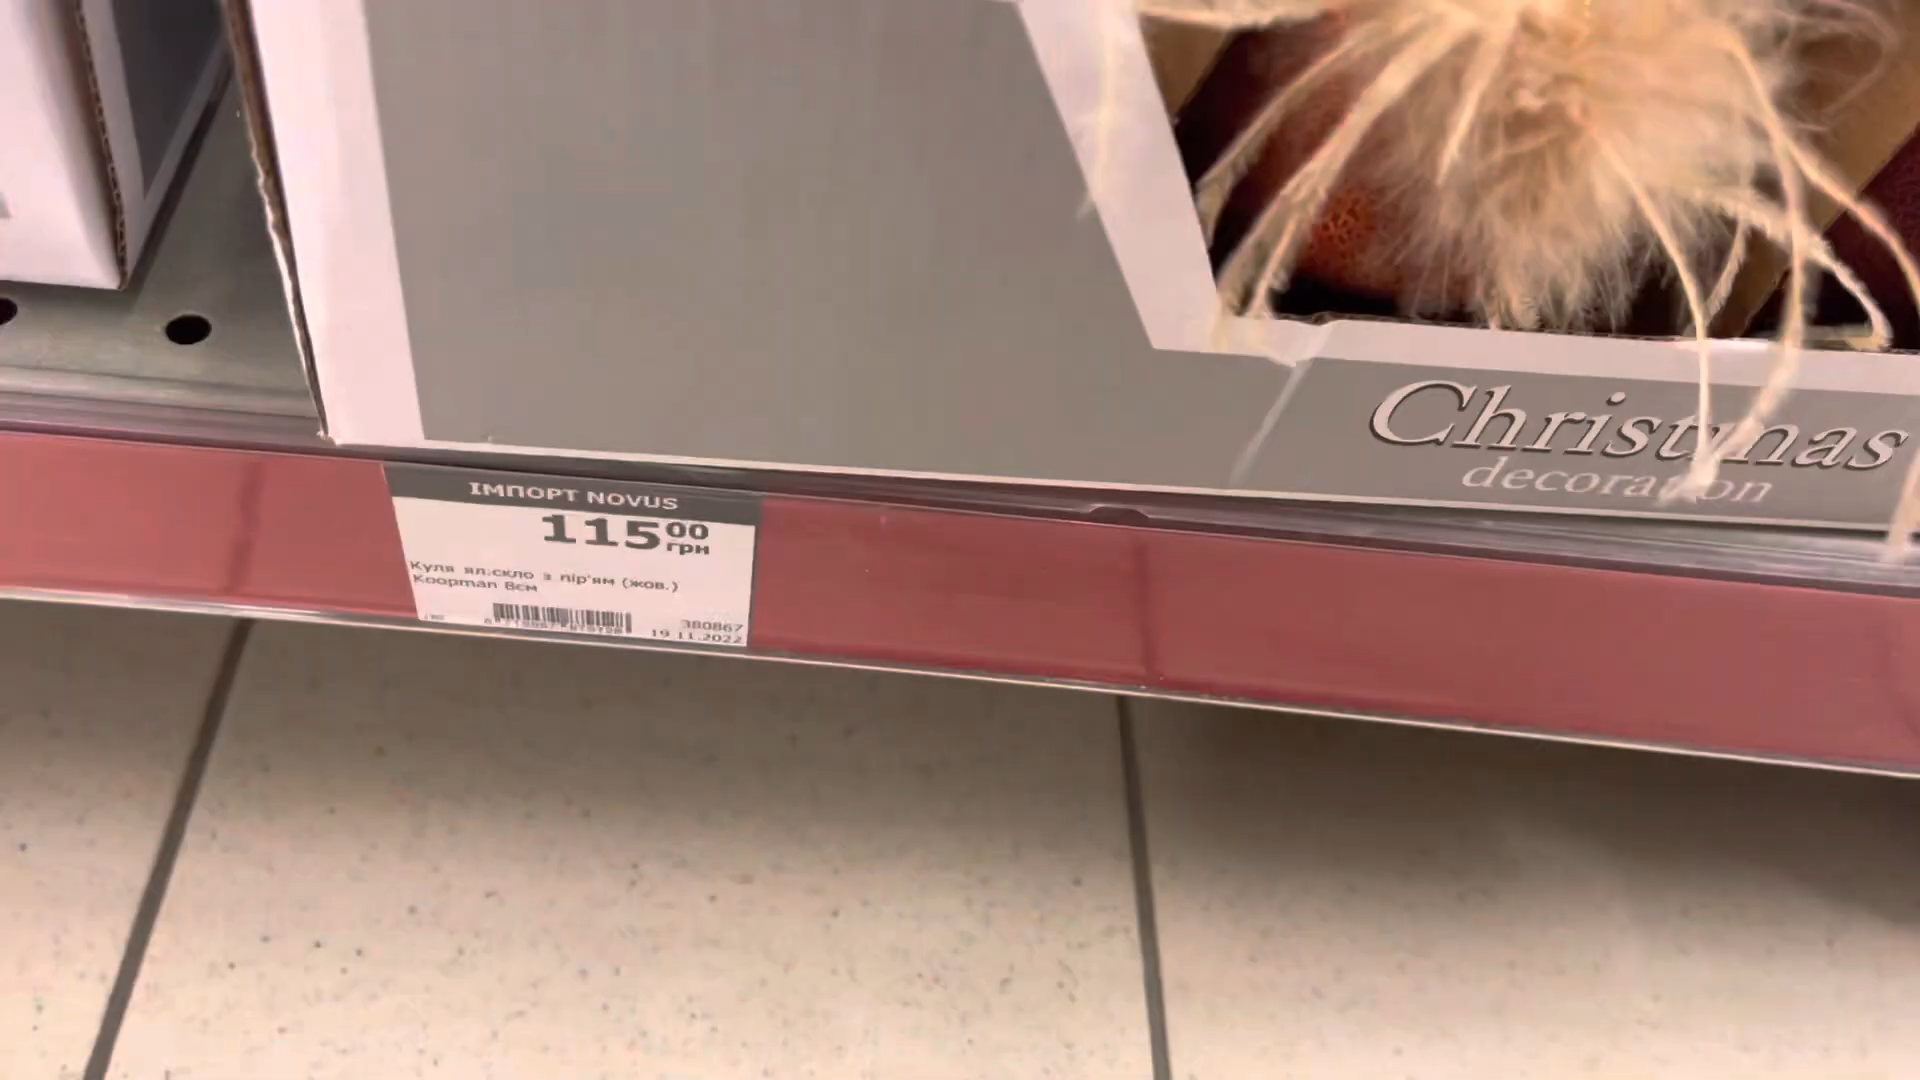 Christmas
decoration
ІМПОРТ NOVUS
115 00
грн
Куля ял.скло з пір'ям (жов.)
Koopman 8см
380867
19.11.2022